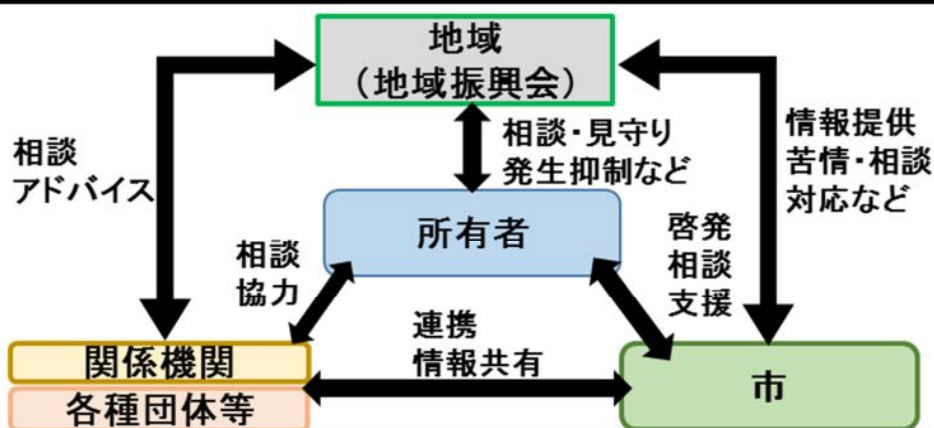 地域
（地域振興会）
相談
アドバイス
相談・見守り
発生抑制など
情報提供
苦情・相談
対応など
所有者
相談
協力
啓発
相談
支援
連携
情報共有
関係機関
各種団体等
市